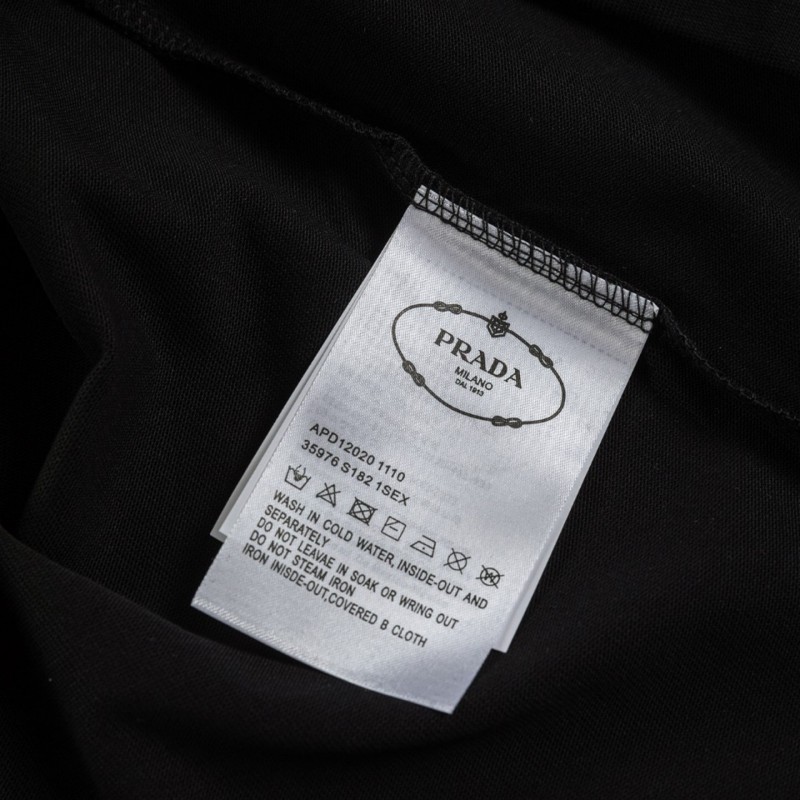 PRADA
MILANO
DAL 1913
APD12020 1110
35976 S182 1SEX
WASH IN COLD WATER, INSIDE-OUT AND
SEPARATELY
DO NOT LEAVAE IN SOAK OR WRING OUT
DO NOT STEAM IRON
IRON INISDE-OUT,COVERED B CLOTH